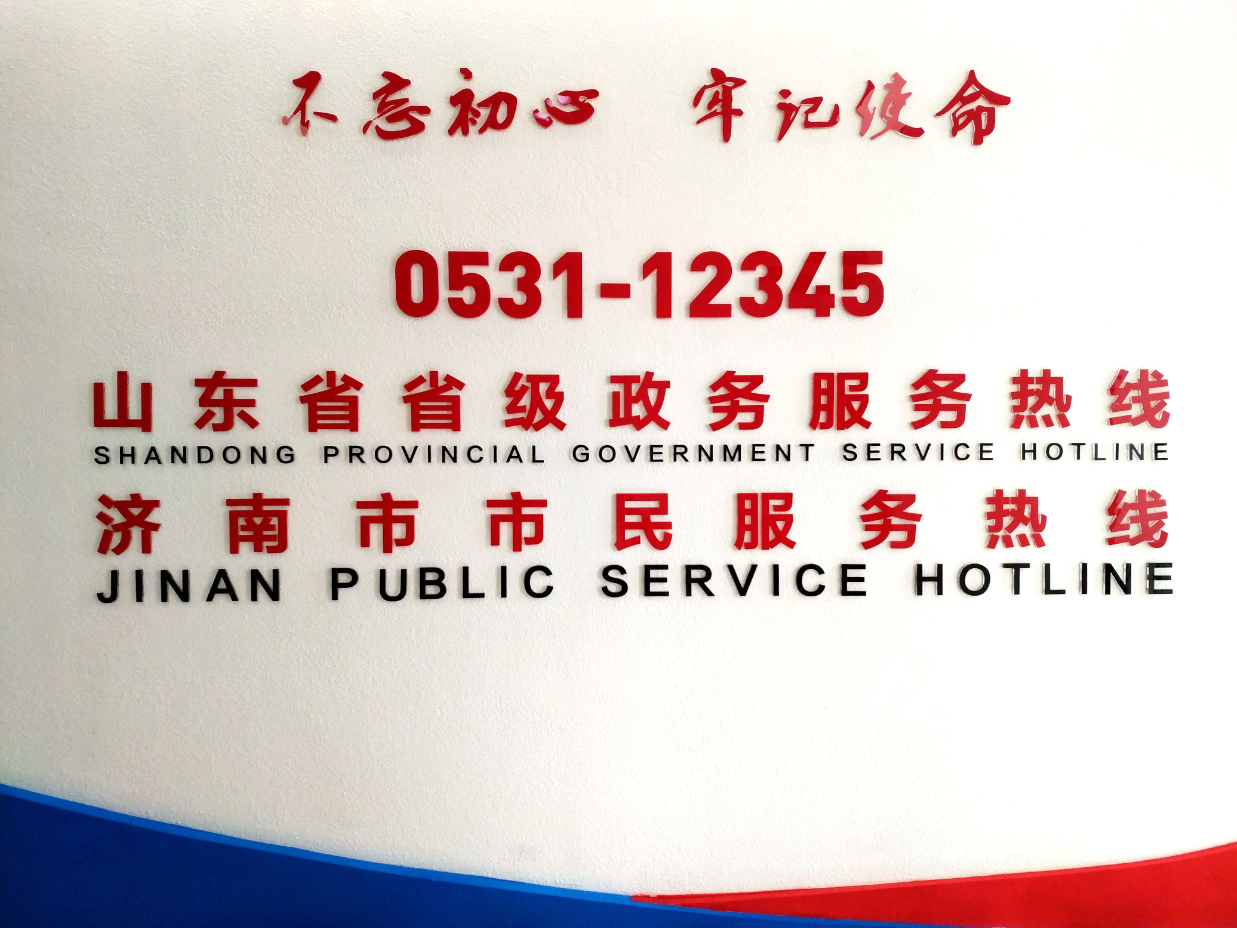 不忘初心 牢记使命
0531-12345
山东省省级政务服务热线
SHANDONG PROVINCIAL GOVERNMENT SERVICE HOTLINE
济南市市民服务热线
JINAN PUBLIC SERVICE HOTLINE